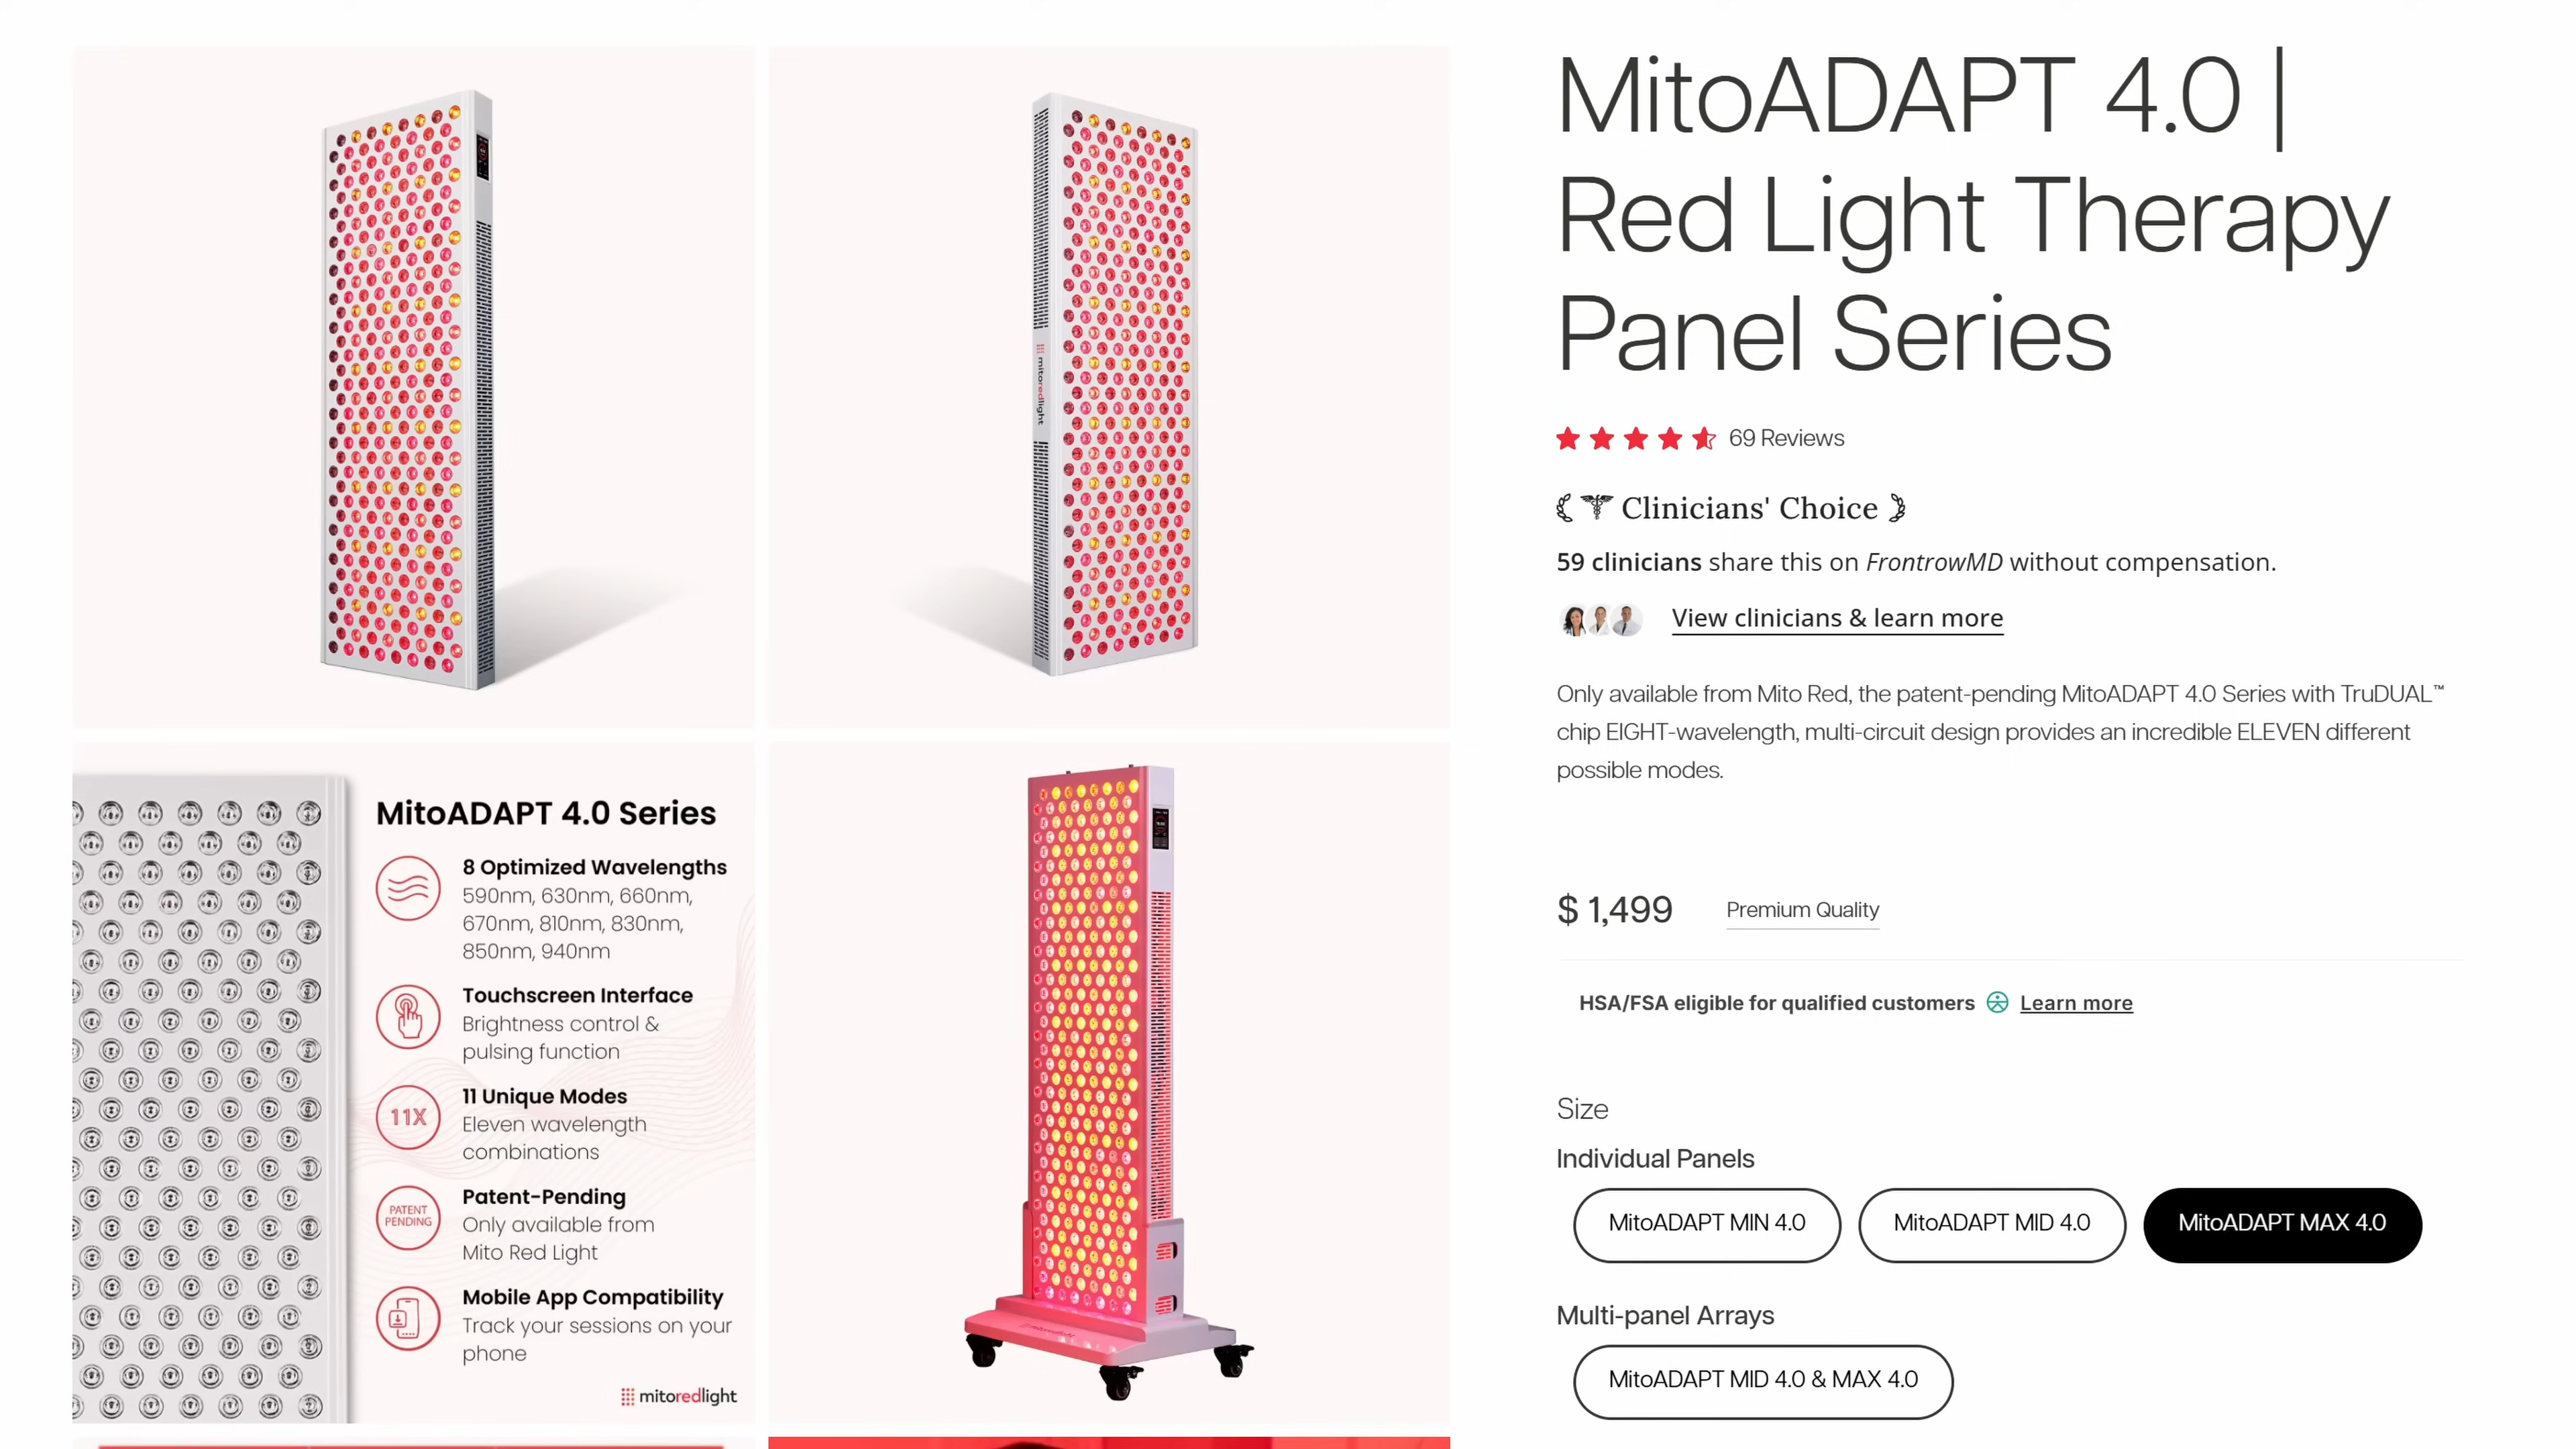 mitoredlight
MitoADAPT 4.0 Series
8 Optimized Wavelengths
590nm, 630nm, 660nm,
670nm, 810nm, 830nm,
850nm, 940nm
Touchscreen Interface
Brightness control &
pulsing function
11X
11 Unique Modes
Eleven wavelength
combinations
PATENT
PENDING
Patent-Pending
Only available from
Mito Red Light
Mobile App Compatibility
Track your sessions on your
phone
mitoredlight
MitoADAPT 4.0 |
Red Light Therapy
Panel Series
69 Reviews
Clinicians' Choice
59 clinicians share this on FrontrowMD without compensation.
View clinicians & learn more
Only available from Mito Red, the patent-pending MitoADAPT 4.0 Series with TruDUAL™
chip EIGHT-wavelength, multi-circuit design provides an incredible ELEVEN different
possible modes.
$ 1,499 Premium Quality
HSA/FSA eligible for qualified customers Learn more
Size
Individual Panels
MitoADAPT MIN 4.0 MitoADAPT MID 4.0 MitoADAPT MAX 4.0
Multi-panel Arrays
MitoADAPT MID 4.0 & MAX 4.0